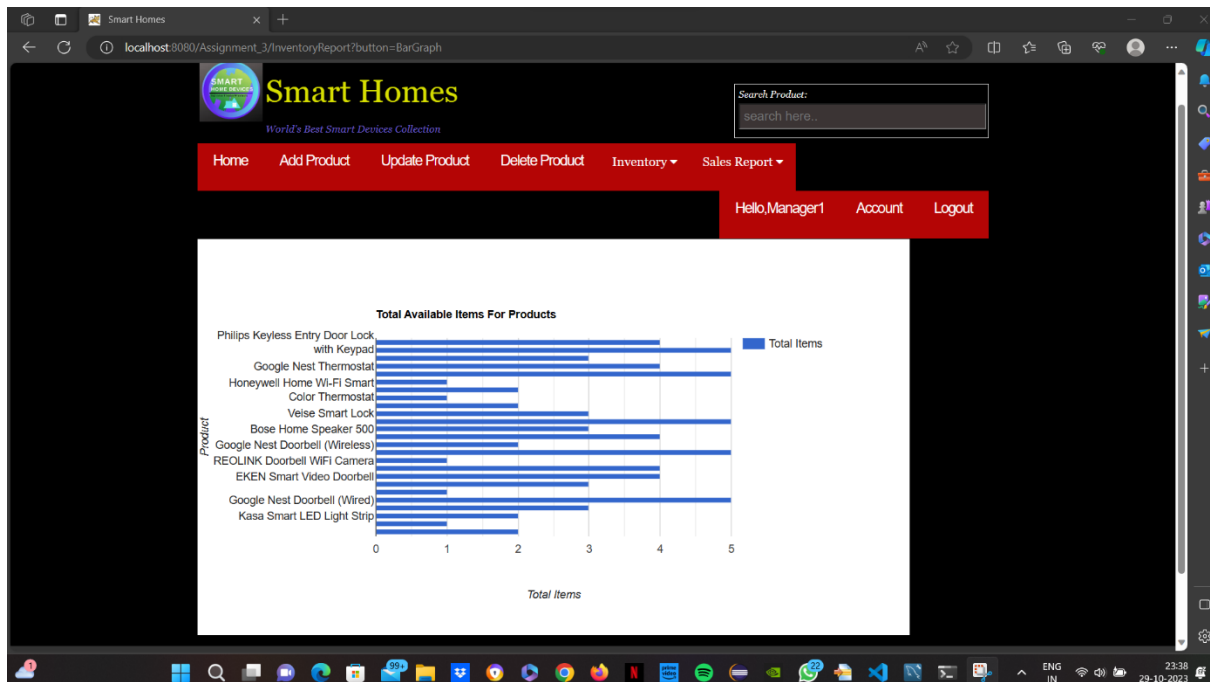 Smart Homes
localhost:8080/Assignment_3/InventoryReport?button=BarGraph
SMART
HOME DEVICES
Smart Homes
World's Best Smart Devices Collection
Search Product:
search here..
Home Add Product Update Product Delete Product Inventory Sales Report
Hello,Manager1 Account Logout
Total Available Items For Products
Total Items
Philips Keyless Entry Door Lock
with Keypad
Google Nest Thermostat
Honeywell Home Wi-Fi Smart
Color Thermostat
Veise Smart Lock
Bose Home Speaker 500
Google Nest Doorbell (Wireless)
REOLINK Doorbell WiFi Camera
EKEN Smart Video Doorbell
Google Nest Doorbell (Wired)
Kasa Smart LED Light Strip
Product
0 1 2 3 4 5
Total Items
1
99+
22
ENG
IN
23:38
29-10-2023